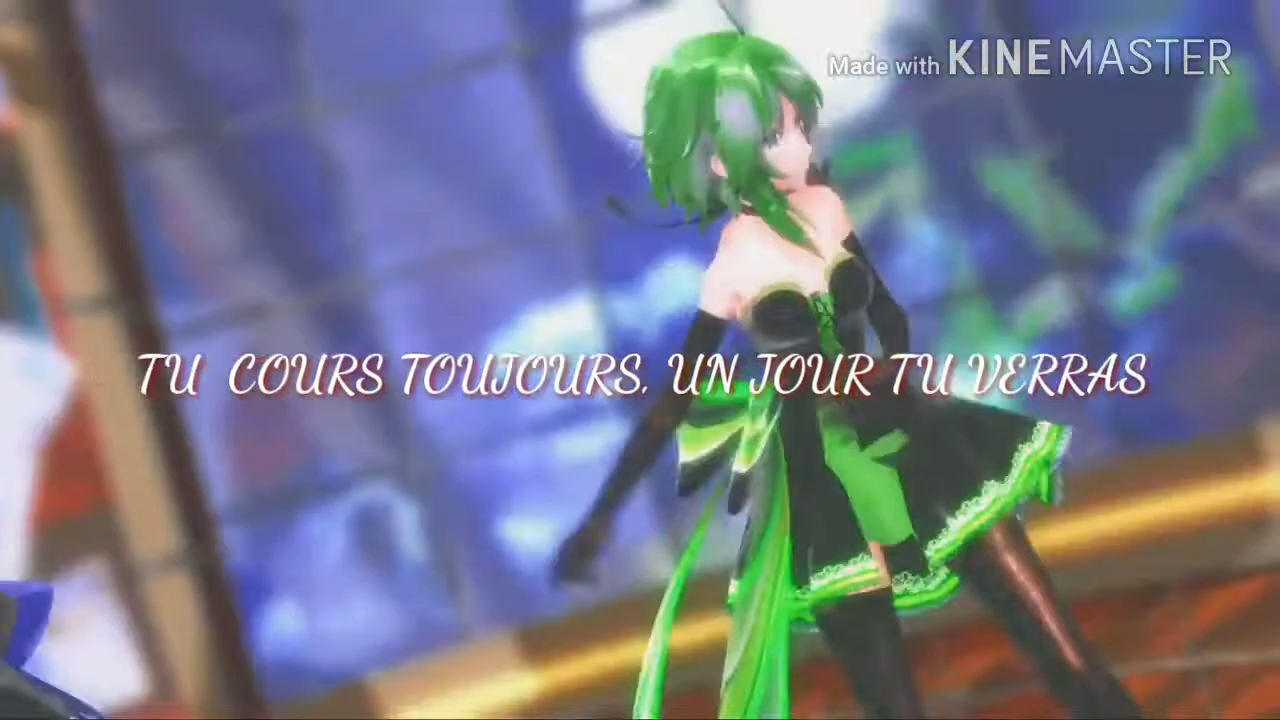 Made with KINEMASTER
TU COURS TOUJOURS, UN JOUR TU VERRAS